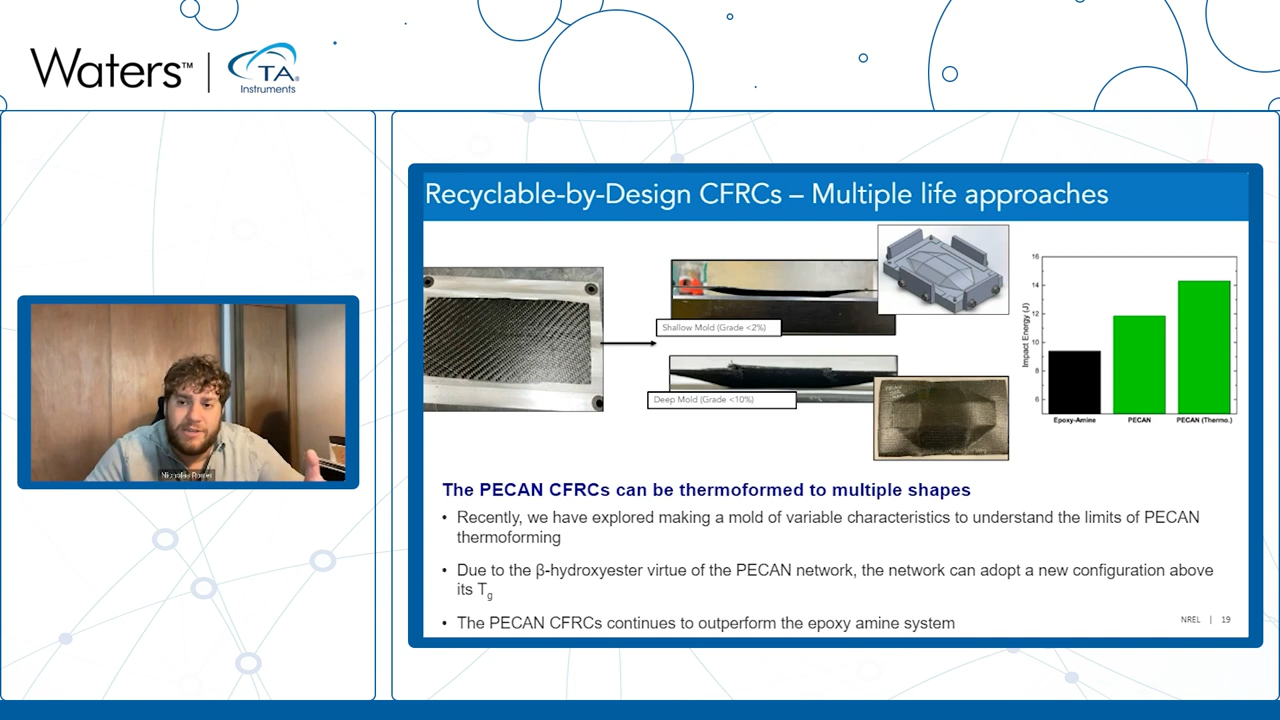 Waters™
TA®
Instruments
Recyclable-by-Design CFRCs – Multiple life approaches
Shallow Mold (Grade <2%)
Deep Mold (Grade <10%)
PECAN
Impact Energy (J)
16
14
12
10
8
6
Epoxy-Amine
PECAN
PECAN (Thermo.)
The PECAN CFRCs can be thermoformed to multiple shapes
• Recently, we have explored making a mold of variable characteristics to understand the limits of PECAN
thermoforming
• Due to the β-hydroxyester virtue of the PECAN network, the network can adopt a new configuration above
its Tg
• The PECAN CFRCs continues to outperform the epoxy amine system
NREL | 19